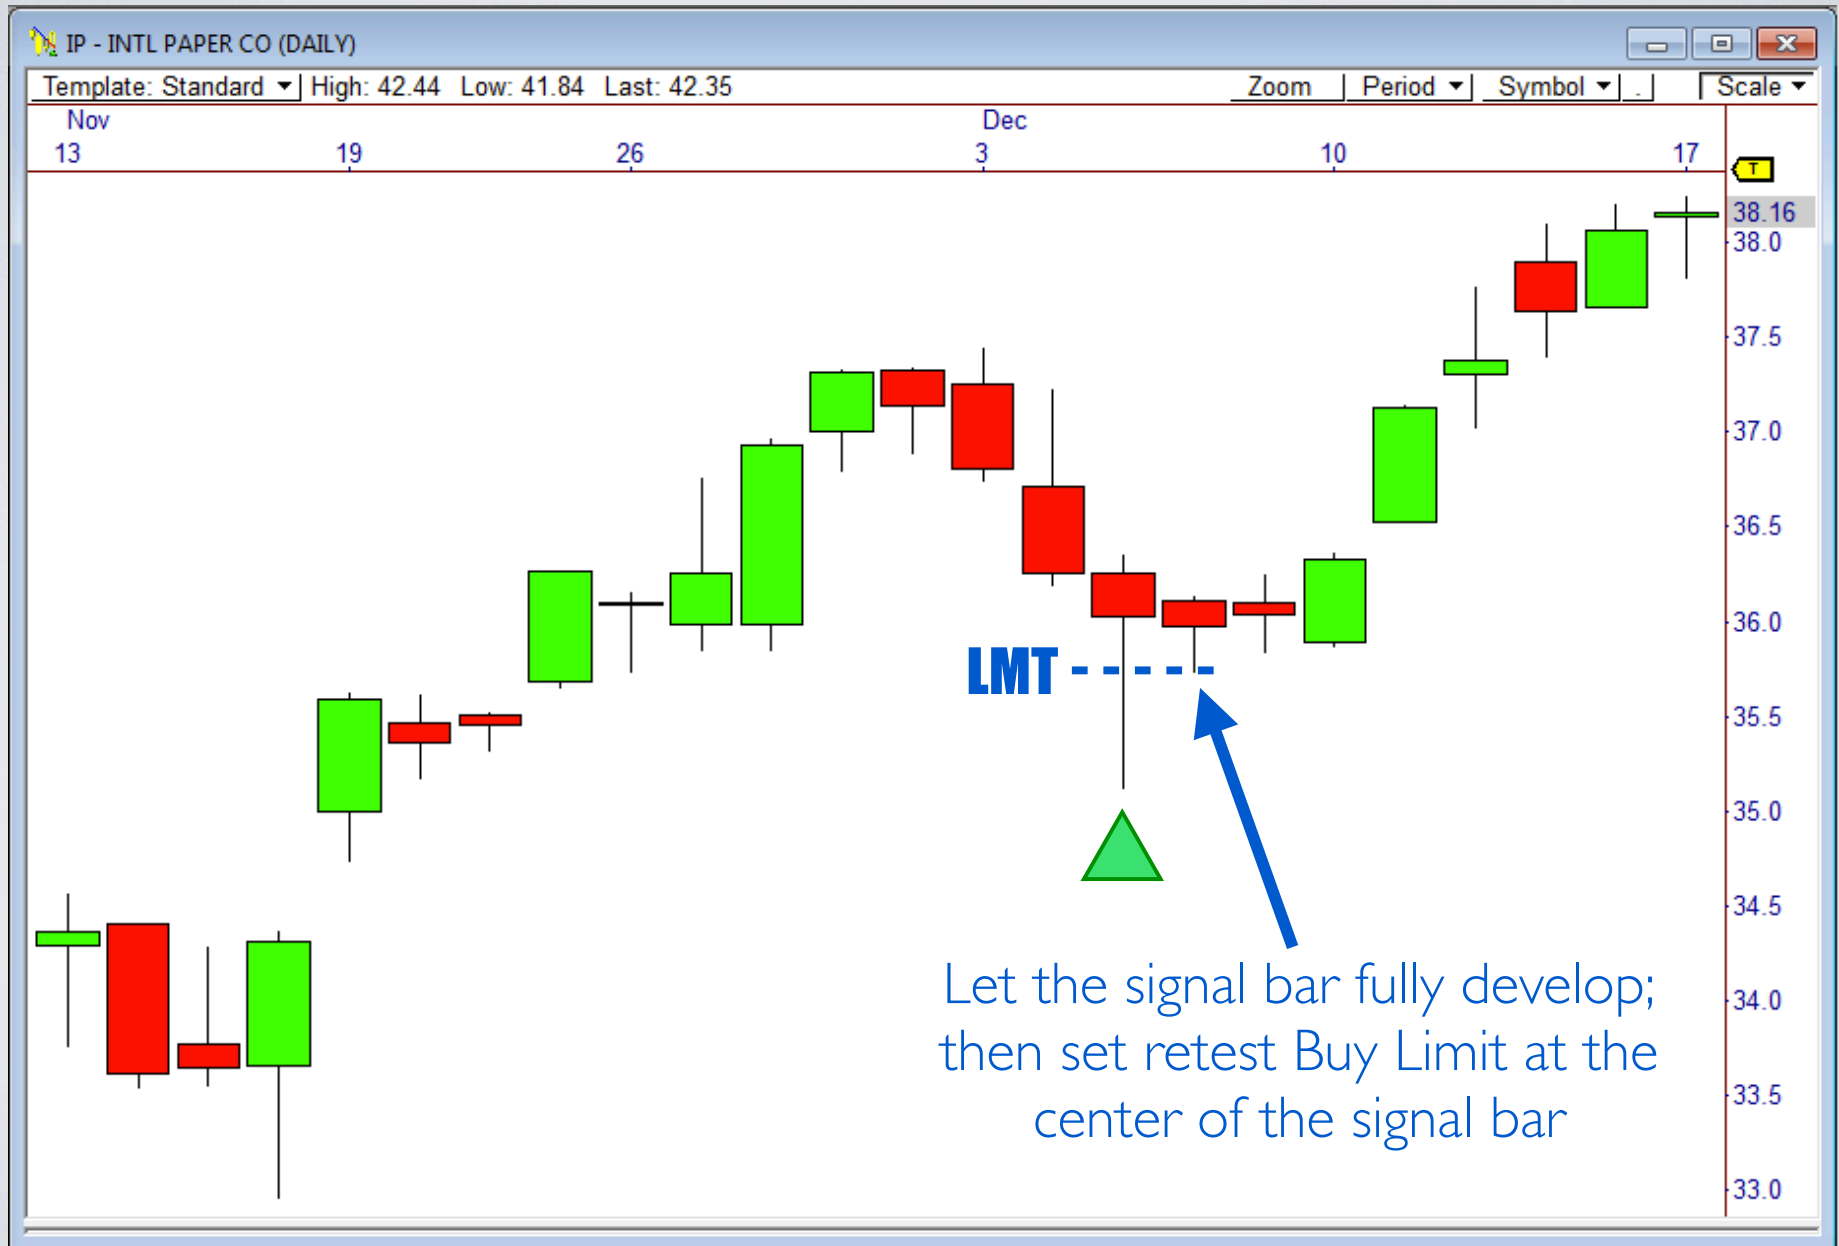 IP - INTL PAPER CO (DAILY)
Template: Standard High: 42.44 Low: 41.84 Last: 42.35 Zoom Period Symbol . Scale
Nov Dec
13 19 26 3 10 17
T
38.16
38.0
37.5
37.0
36.5
36.0
LMT
35.5
35.0
34.5
Let the signal bar fully develop;
34.0
then set retest Buy Limit at the
33.5
center of the signal bar
33.0